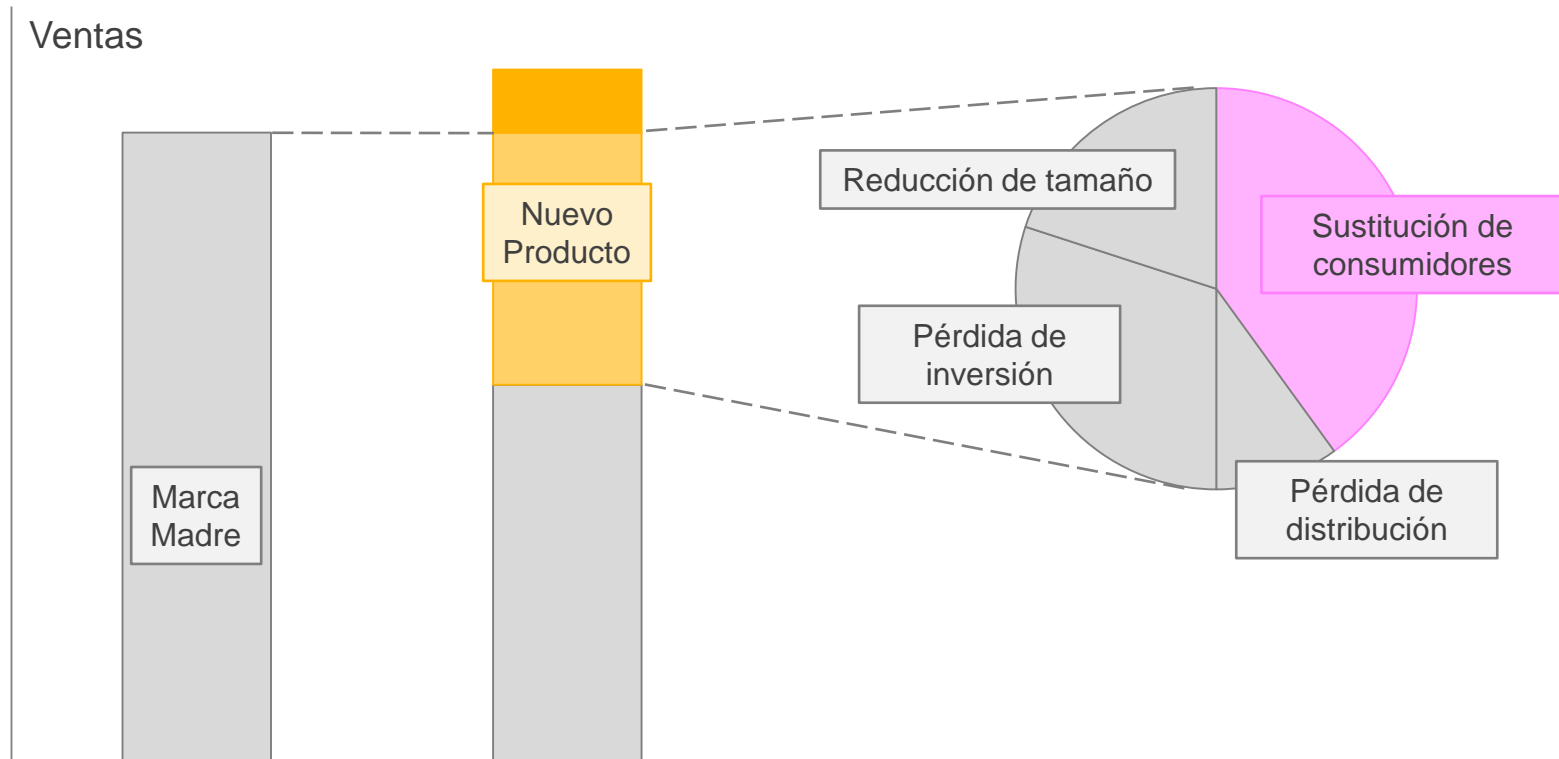 Ventas
Marca
Madre
Nuevo
Producto
Reducción de tamaño
Sustitución de
consumidores
Pérdida de
inversión
Pérdida de
distribución